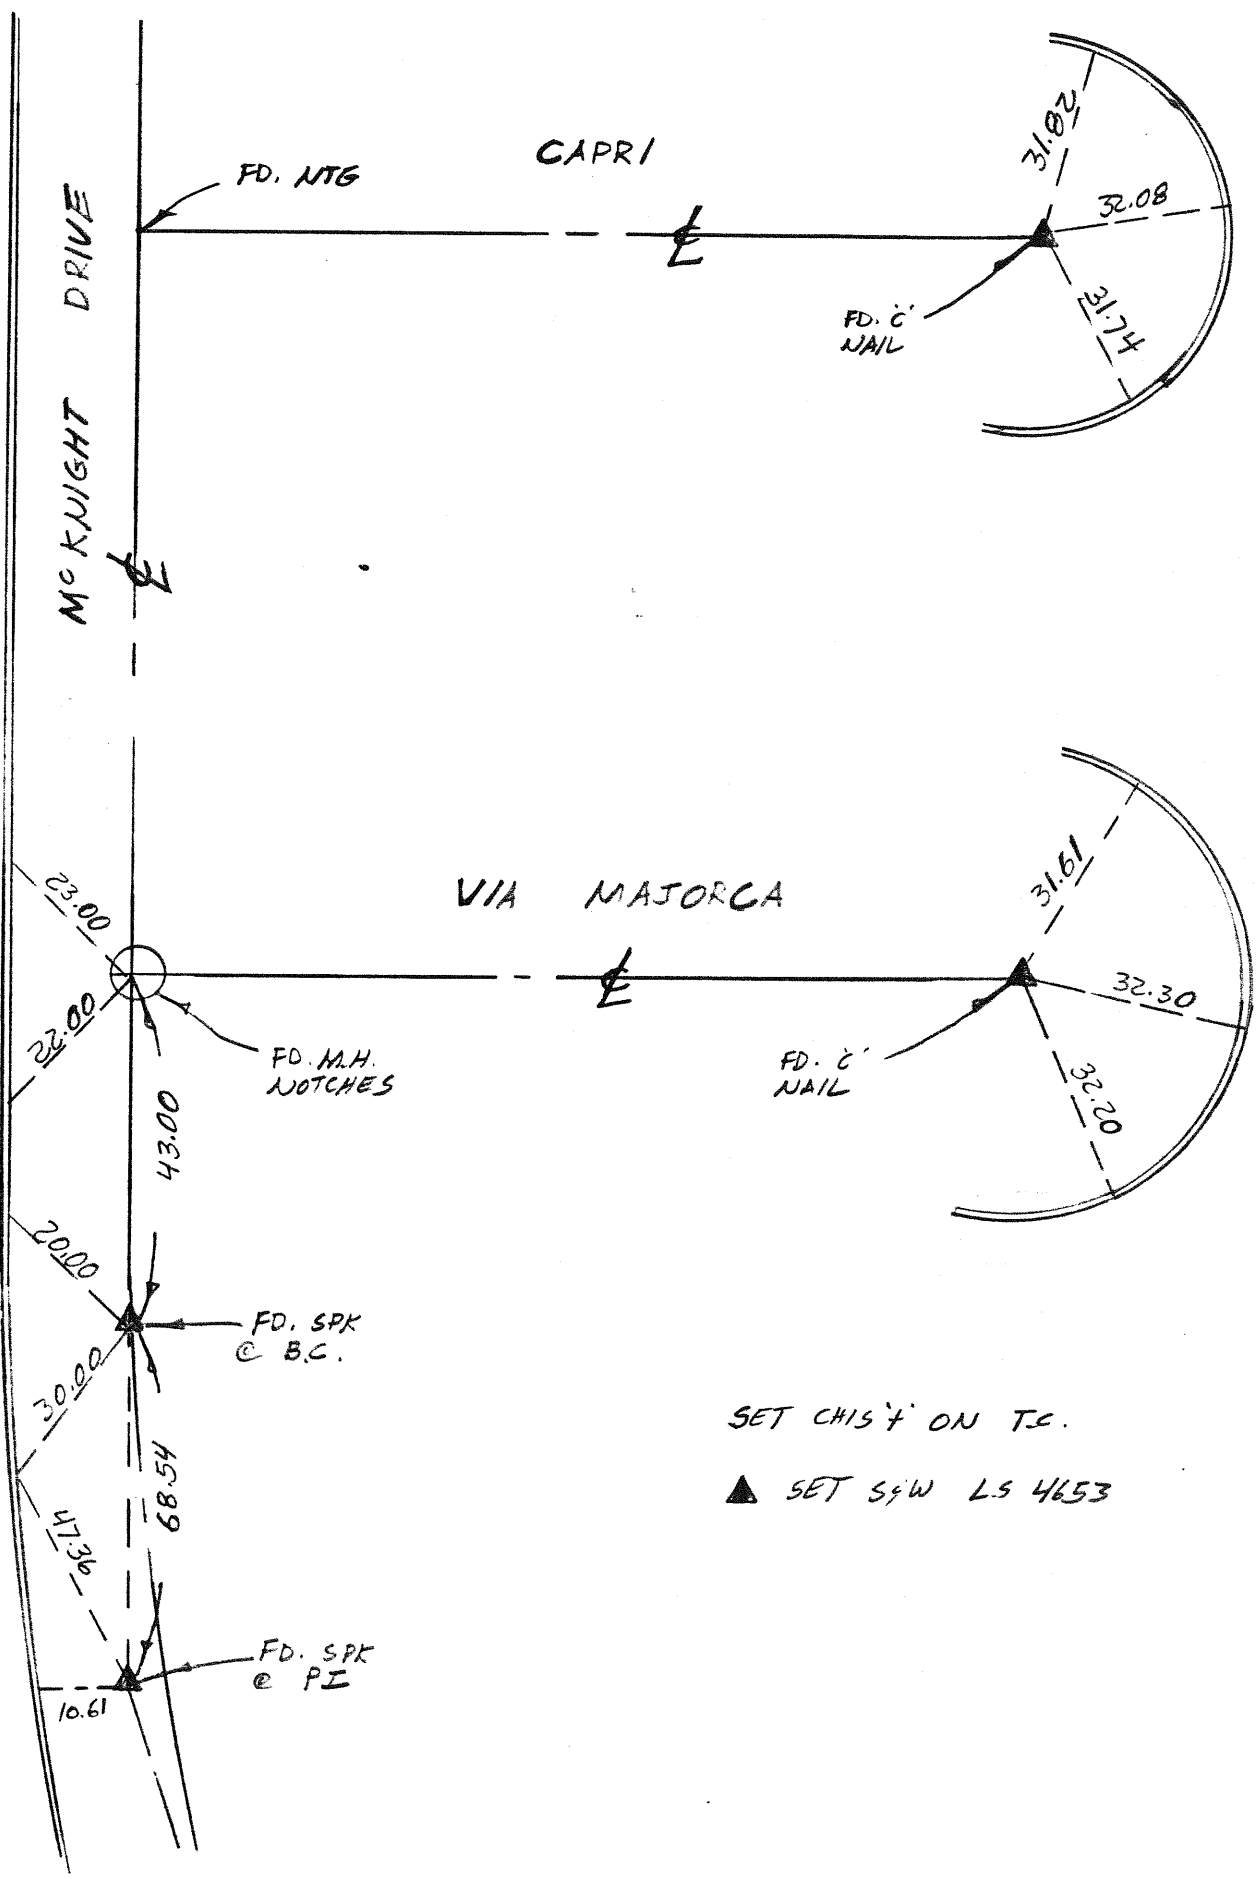 CAPRI
FD. NTG
31.82
32.08
31.74
℄
FD. 'C'
NAIL
McKNIGHT DRIVE
℄
VIA MAJORCA
23.00
22.00
31.61
32.30
32.20
℄
FD. M.H.
NOTCHES
FD. 'C'
NAIL
43.00
20.00
FD. SPK
@ B.C.
30.00
68.54
47.36
SET CHIS '+' ON T.C.
▲ SET S&W LS 4653
FD. SPK
@ PI
10.61